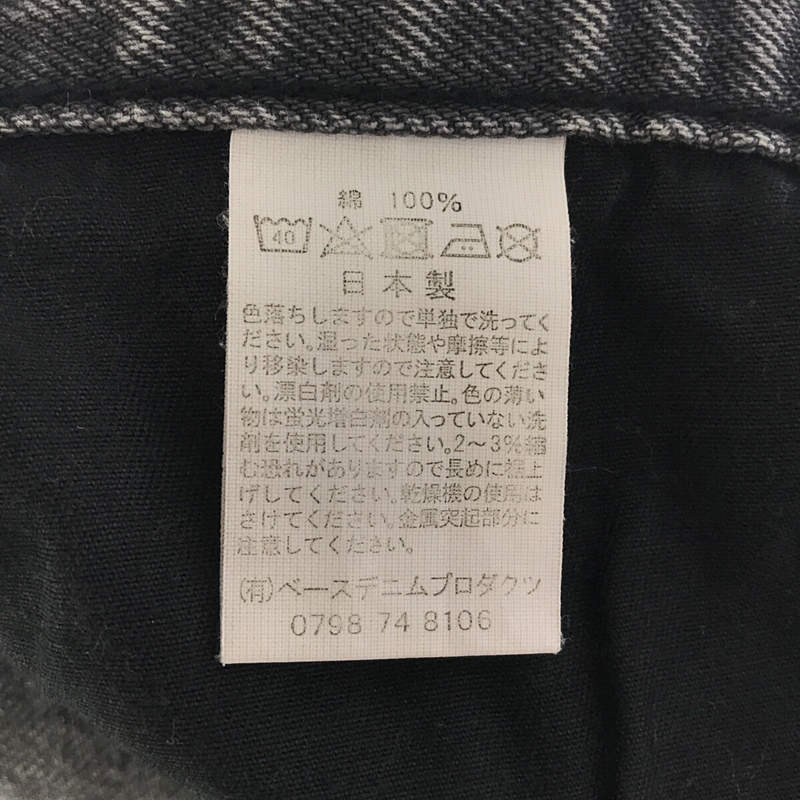 綿 100%
40
日本製
色落ちしますので単独で洗ってく
ださい。湿った状態や摩擦等によ
り移染しますので注意してくださ
い。漂白剤の使用禁止。色の薄い
物は蛍光増白剤の入っていない洗
剤を使用してください。2～3%縮
む恐れがありますので長めに裾上
げしてください。乾燥機の使用は
さけてください。金属突起部分に
注意してください。
(有)ベースデニムプロダクツ
0798 74 8106